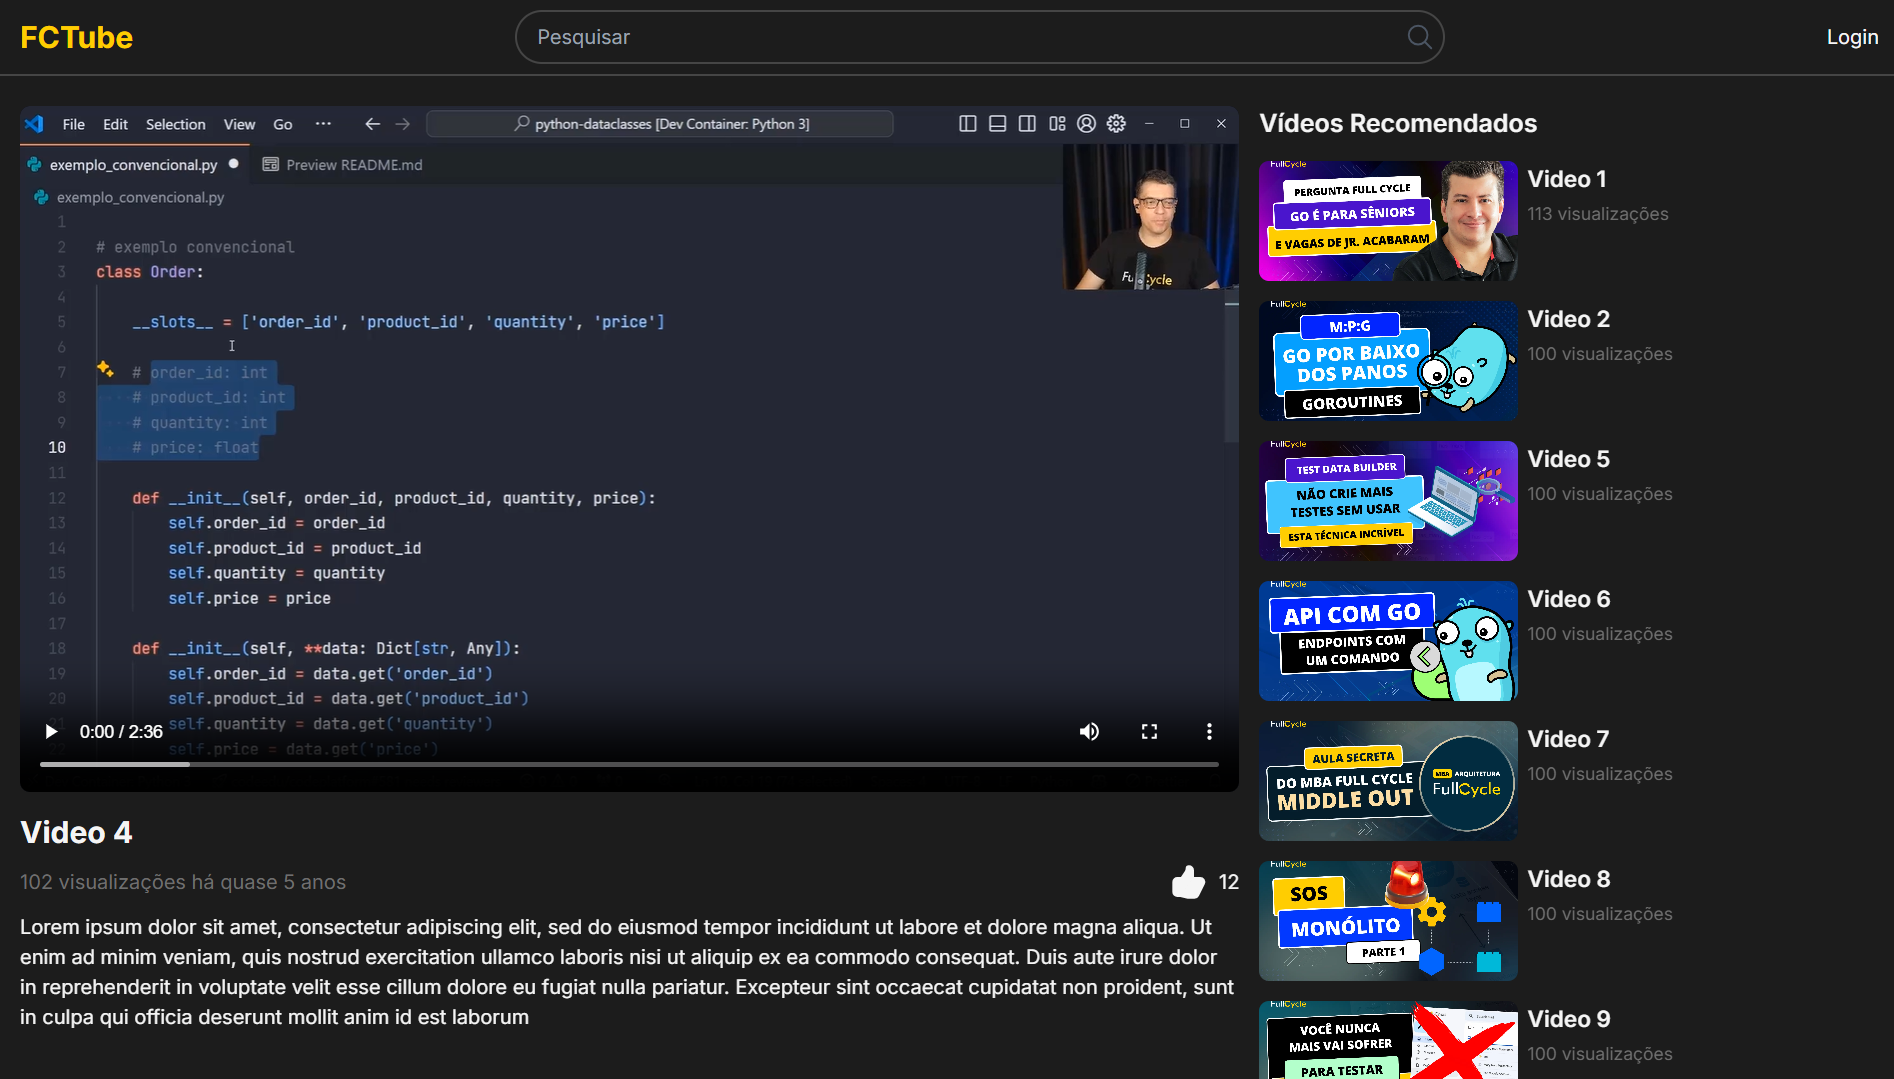 FCTube
Pesquisar
Login
File Edit Selection View Go ···
python-dataclasses [Dev Container: Python 3]
exemplo_convencional.py
Preview README.md
exemplo_convencional.py
1
2 # exemplo convencional
3 class Order:
4
5 __slots__ = ['order_id', 'product_id', 'quantity', 'price']
6
7 # order_id: int
8 # product_id: int
9 # quantity: int
10 # price: float
11
12 def __init__(self, order_id, product_id, quantity, price):
13 self.order_id = order_id
14 self.product_id = product_id
15 self.quantity = quantity
16 self.price = price
17
18 def __init__(self, **data: Dict[str, Any]):
19 self.order_id = data.get('order_id')
20 self.product_id = data.get('product_id')
21 self.quantity = data.get('quantity')
22 self.price = data.get('price')
FullCycle
0:00 / 2:36
Video 4
102 visualizações há quase 5 anos
12
Lorem ipsum dolor sit amet, consectetur adipiscing elit, sed do eiusmod tempor incididunt ut labore et dolore magna aliqua. Ut
enim ad minim veniam, quis nostrud exercitation ullamco laboris nisi ut aliquip ex ea commodo consequat. Duis aute irure dolor
in reprehenderit in voluptate velit esse cillum dolore eu fugiat nulla pariatur. Excepteur sint occaecat cupidatat non proident, sunt
in culpa qui officia deserunt mollit anim id est laborum
Vídeos Recomendados
FullCycle
PERGUNTA FULL CYCLE
GO É PARA SÊNIORS
E VAGAS DE JR. ACABARAM
Video 1
113 visualizações
FullCycle
M:P:G
GO POR BAIXO
DOS PANOS
GOROUTINES
Video 2
100 visualizações
FullCycle
TEST DATA BUILDER
NÃO CRIE MAIS
TESTES SEM USAR
ESTA TÉCNICA INCRÍVEL
Video 5
100 visualizações
FullCycle
API COM GO
ENDPOINTS COM
UM COMANDO
Video 6
100 visualizações
FullCycle
AULA SECRETA
DO MBA FULL CYCLE
MIDDLE OUT
MBA ARQUITETURA
FullCycle
Video 7
100 visualizações
FullCycle
SOS
MONÓLITO
PARTE 1
Video 8
100 visualizações
FullCycle
VOCÊ NUNCA
MAIS VAI SOFRER
PARA TESTAR
Video 9
100 visualizações